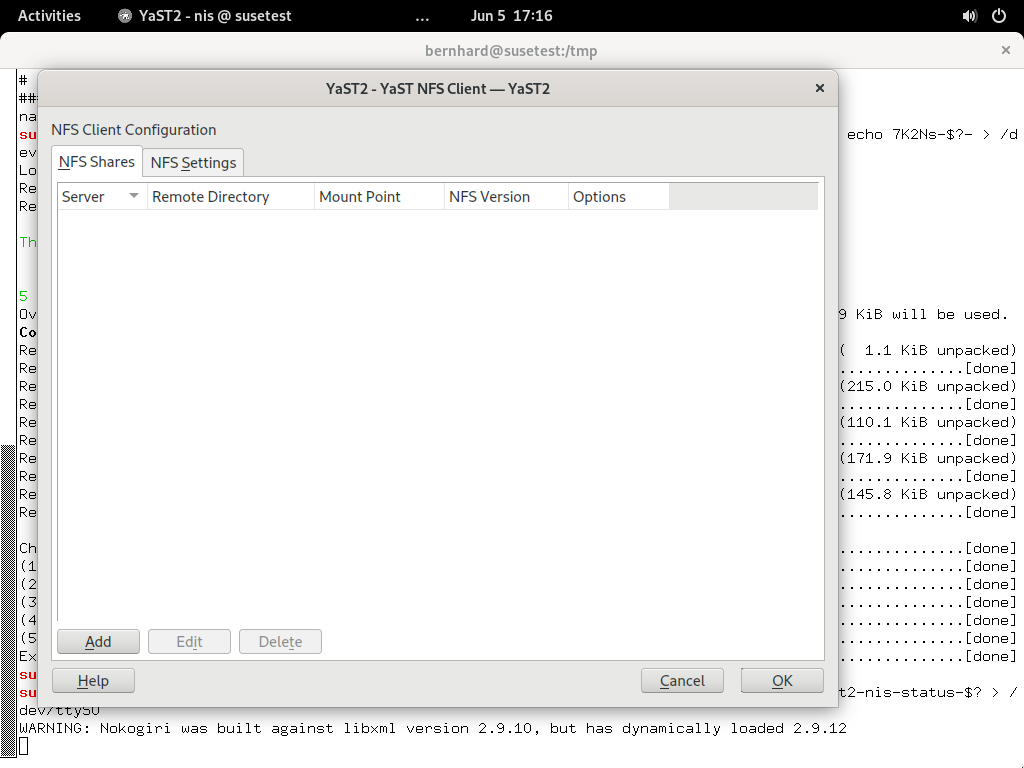 Activities YaST2 - nis @ susetest ... Jun 5 17:16
bernhard@susetest:/tmp ×
YaST2 - YaST NFS Client — YaST2 ×
#
###
na
su echo 7K2Ns-$?- > /d
ev
Lo
Re
Re
Th
5
Ov 9 KiB will be used.
Co
Re ( 1.1 KiB unpacked)
Re ..............[done]
Re (215.0 KiB unpacked)
Re ..............[done]
Re (110.1 KiB unpacked)
Re ..............[done]
Re (171.9 KiB unpacked)
Re ..............[done]
Re (145.8 KiB unpacked)
Re ..............[done]
Ch ..............[done]
(1 ..............[done]
(2 ..............[done]
(3 ..............[done]
(4 ..............[done]
(5 ..............[done]
Ex ..............[done]
su
su t2-nis-status-$? > /
dev/ttyS0
WARNING: Nokogiri was built against libxml version 2.9.10, but has dynamically loaded 2.9.12
NFS Client Configuration
NFS Shares NFS Settings
Server Remote Directory Mount Point NFS Version Options
Add Edit Delete
Help Cancel OK